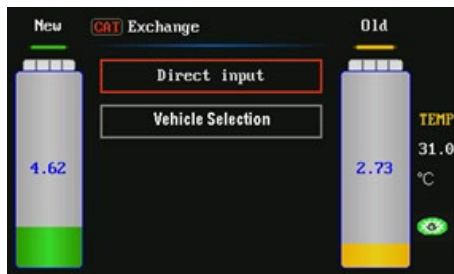 New
CAT Exchange
Old
Direct input
Vehicle Selection
TEMP
31.0
4.62
2.73
°C